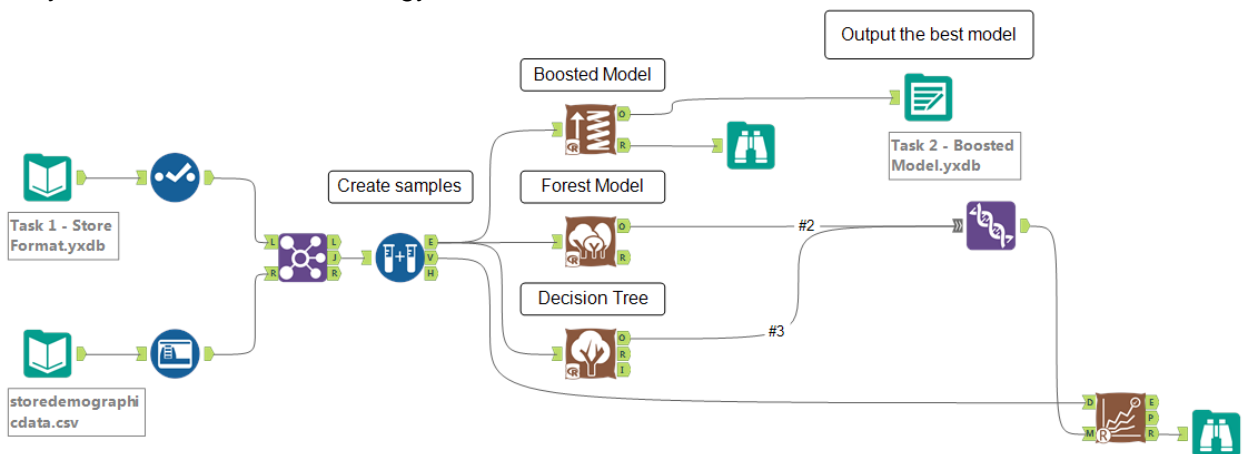 Output the best model
Boosted Model
Task 2 - Boosted
Model.yxdb
Create samples
Forest Model
Task 1 - Store
Format.yxdb
#2
Decision Tree
#3
storedemographi
cdata.csv
L
R
L
J
R
E
V
H
O
R
R
O
R
R
O
R
I
R
D
M
R
E
P
R